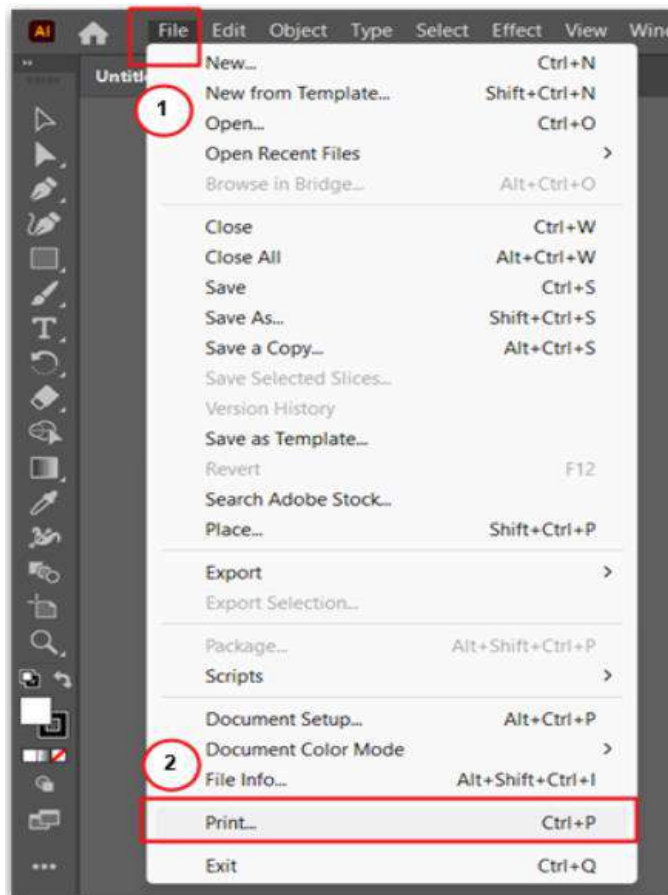 Ai File Edit Object Type Select Effect View Wind
Untitle
1
New... Ctrl+N
New from Template... Shift+Ctrl+N
Open... Ctrl+O
Open Recent Files >
Browse in Bridge... Alt+Ctrl+O
Close Ctrl+W
Close All Alt+Ctrl+W
Save Ctrl+S
Save As... Shift+Ctrl+S
Save a Copy... Alt+Ctrl+S
Save Selected Slices...
Version History
Save as Template...
Revert F12
Search Adobe Stock...
Place... Shift+Ctrl+P
Export >
Export Selection...
Package... Alt+Shift+Ctrl+P
Scripts >
Document Setup... Alt+Ctrl+P
Document Color Mode >
2
File Info... Alt+Shift+Ctrl+I
Print... Ctrl+P
Exit Ctrl+Q